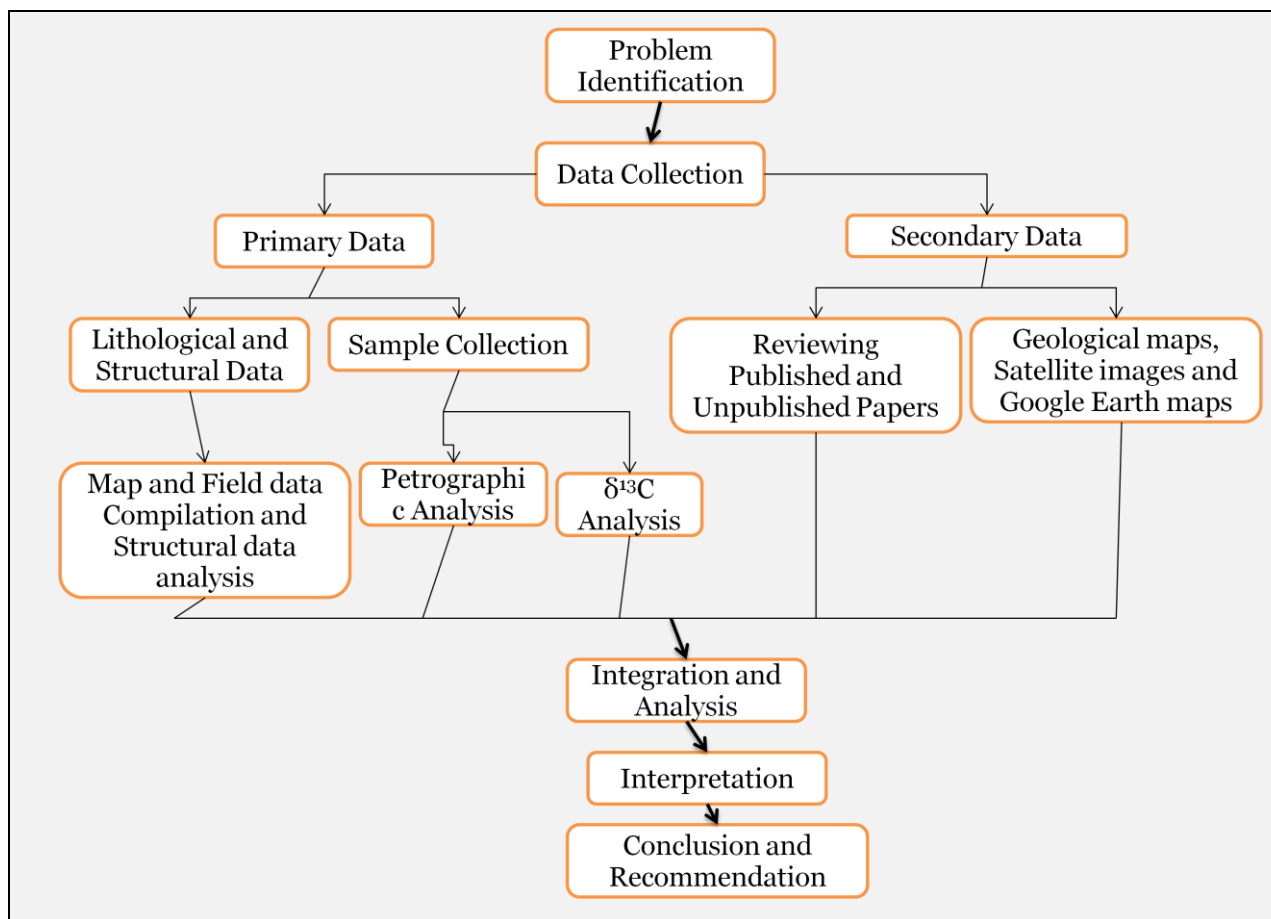 Problem
Identification
Data Collection
Primary Data
Secondary Data
Lithological and
Structural Data
Sample Collection
Reviewing
Published and
Unpublished Papers
Geological maps,
Satellite images and
Google Earth maps
Map and Field data
Compilation and
Structural data
analysis
Petrographi
c Analysis
δ¹³C
Analysis
Integration and
Analysis
Interpretation
Conclusion and
Recommendation